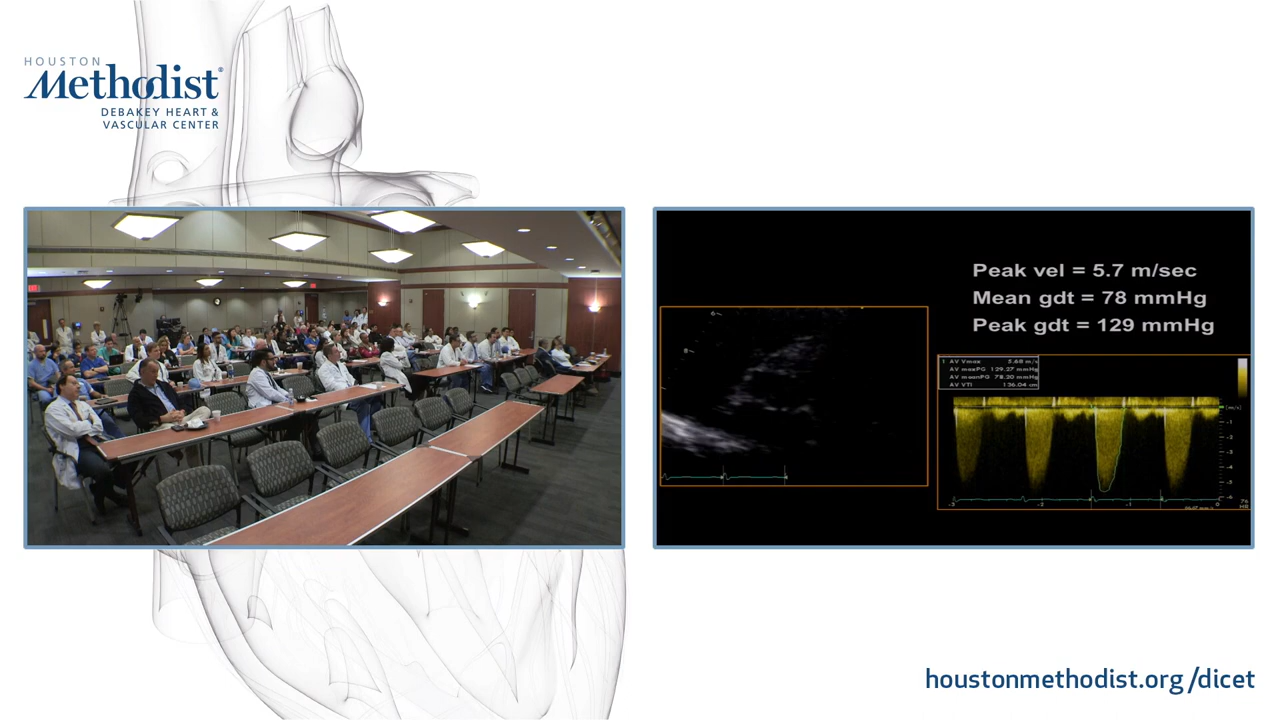 HOUSTON
Methodist®
DEBAKEY HEART &
VASCULAR CENTER
Peak vel = 5.7 m/sec
Mean gdt = 78 mmHg
Peak gdt = 129 mmHg
1 AV Vmax 5.68 m/s
AV maxPG 129.27 mmHg
AV meanPG 78.20 mmHg
AV VTI 136.04 cm
houstonmethodist.org/dicet